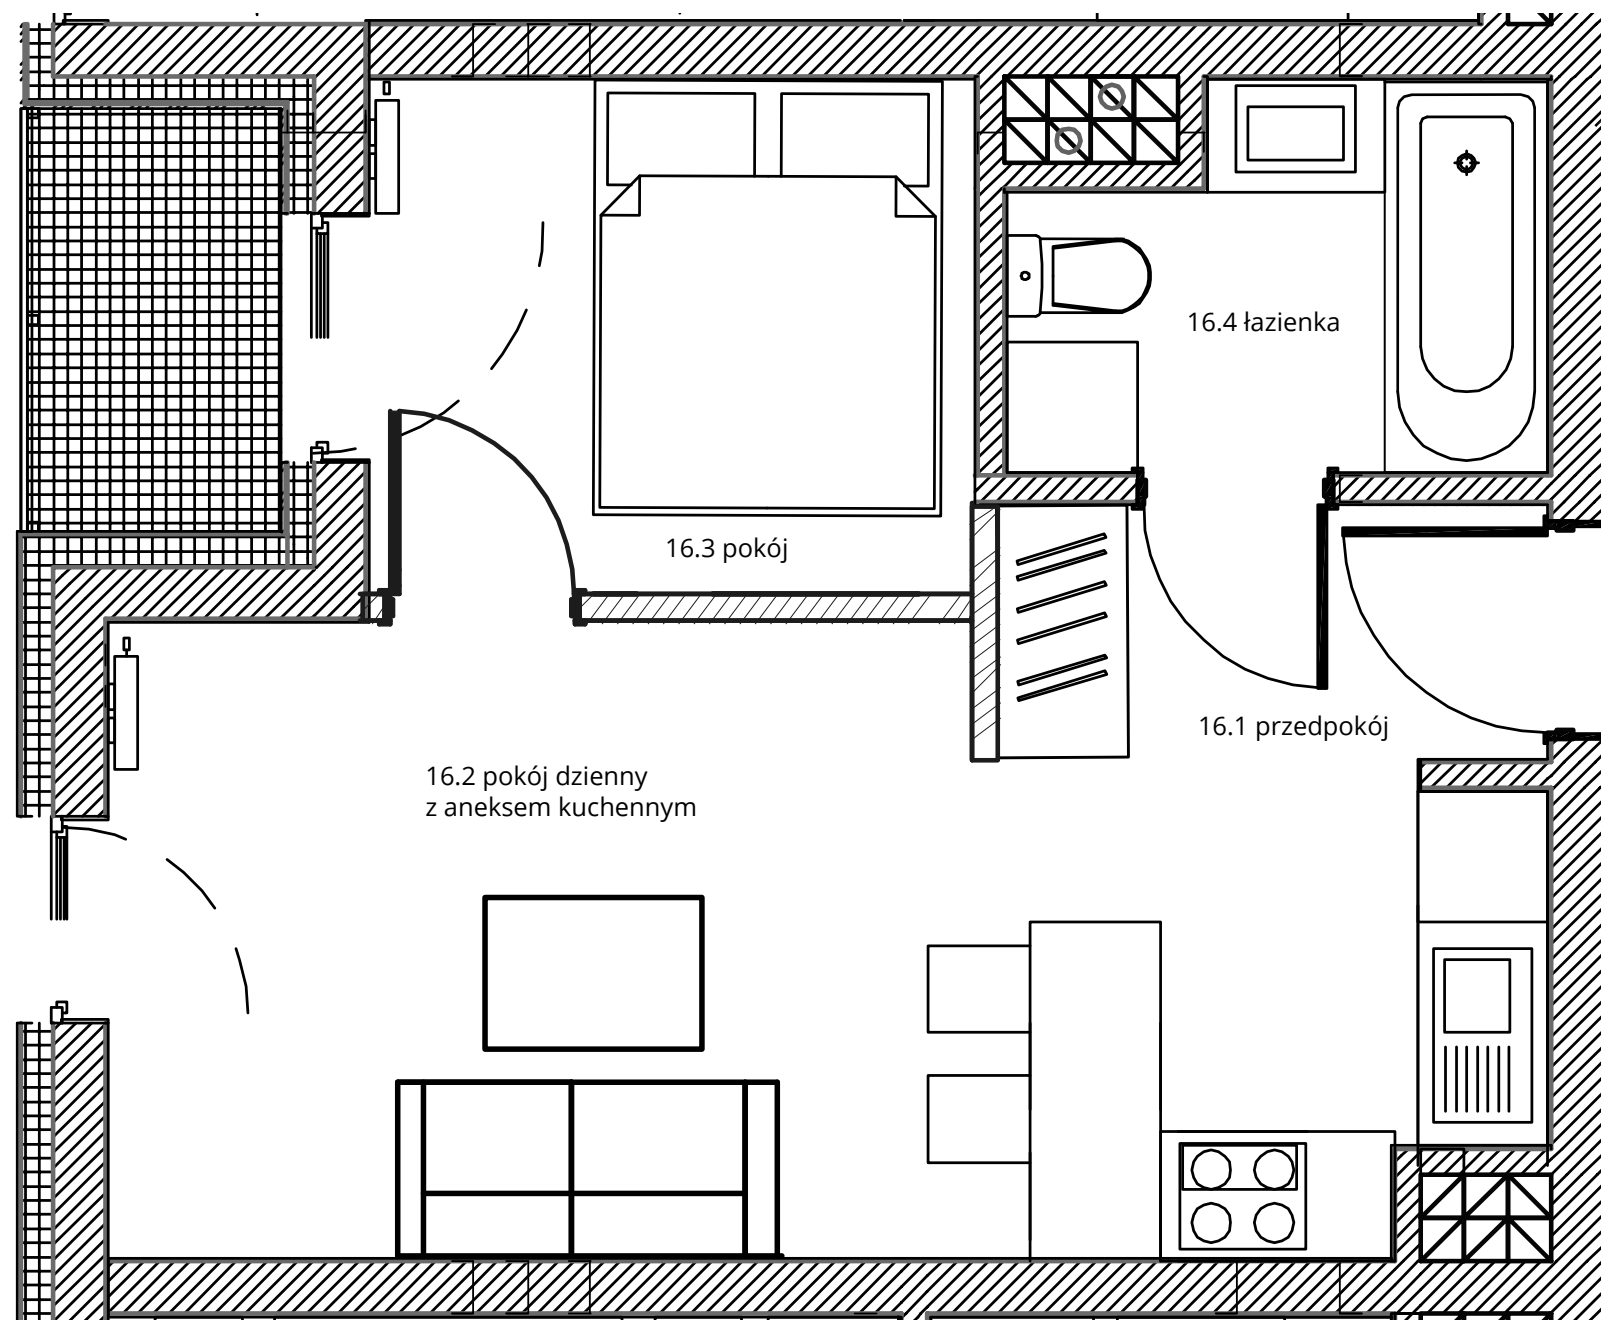 16.4 łazienka
16.3 pokój
16.1 przedpokój
16.2 pokój dzienny
z aneksem kuchennym